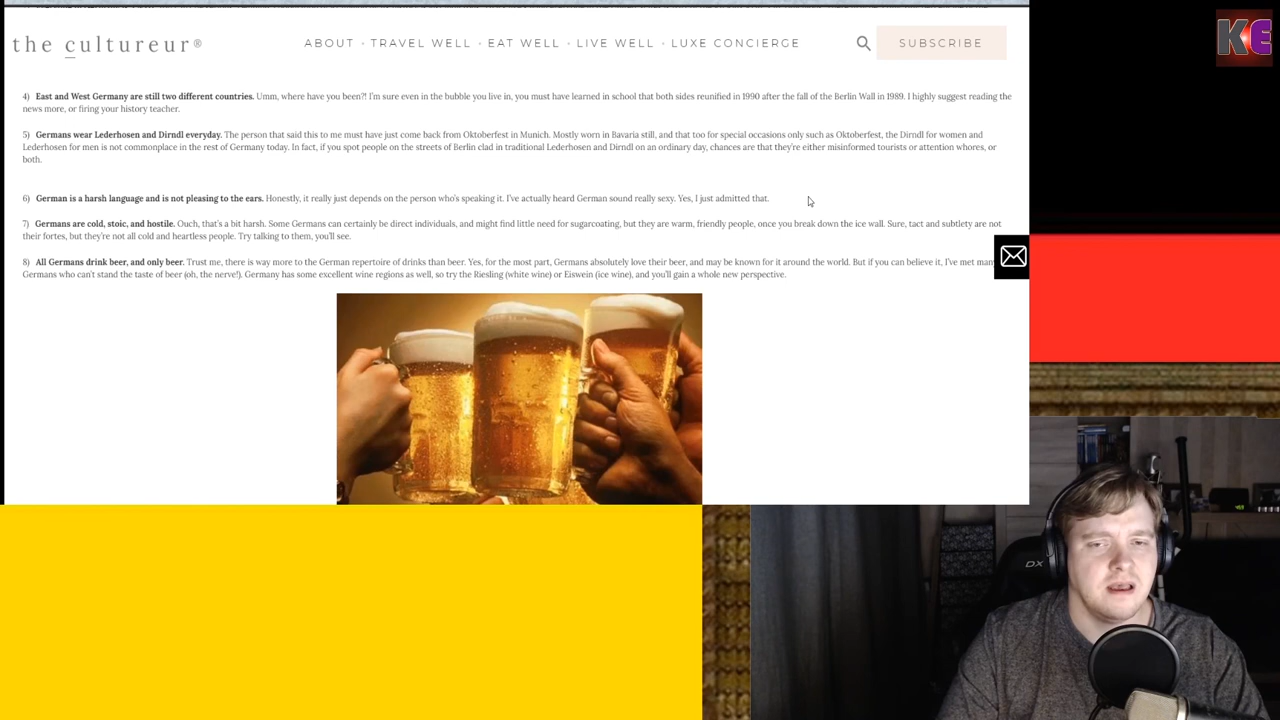 the cultureur®
ABOUT · TRAVEL WELL · EAT WELL · LIVE WELL · LUXE CONCIERGE
SUBSCRIBE
KE
4) East and West Germany are still two different countries. Umm, where have you been?! I'm sure even in the bubble you live in, you must have learned in school that both sides reunified in 1990 after the fall of the Berlin Wall in 1989. I highly suggest reading the
news more, or firing your history teacher.
5) Germans wear Lederhosen and Dirndl everyday. The person that said this to me must have just come back from Oktoberfest in Munich. Mostly worn in Bavaria still, and that too for special occasions only such as Oktoberfest, the Dirndl for women and
Lederhosen for men is not commonplace in the rest of Germany today. In fact, if you spot people on the streets of Berlin clad in traditional Lederhosen and Dirndl on an ordinary day, chances are that they're either misinformed tourists or attention whores, or
both.
6) German is a harsh language and is not pleasing to the ears. Honestly, it really just depends on the person who's speaking it. I've actually heard German sound really sexy. Yes, I just admitted that.
7) Germans are cold, stoic, and hostile. Ouch, that's a bit harsh. Some Germans can certainly be direct individuals, and might find little need for sugarcoating, but they are warm, friendly people, once you break down the ice wall. Sure, tact and subtlety are not
their fortes, but they're not all cold and heartless people. Try talking to them, you'll see.
8) All Germans drink beer, and only beer. Trust me, there is way more to the German repertoire of drinks than beer. Yes, for the most part, Germans absolutely love their beer, and may be known for it around the world. But if you can believe it, I've met many
Germans who can't stand the taste of beer (oh, the nerve!). Germany has some excellent wine regions as well, so try the Riesling (white wine) or Eiswein (ice wine), and you'll gain a whole new perspective.
DX